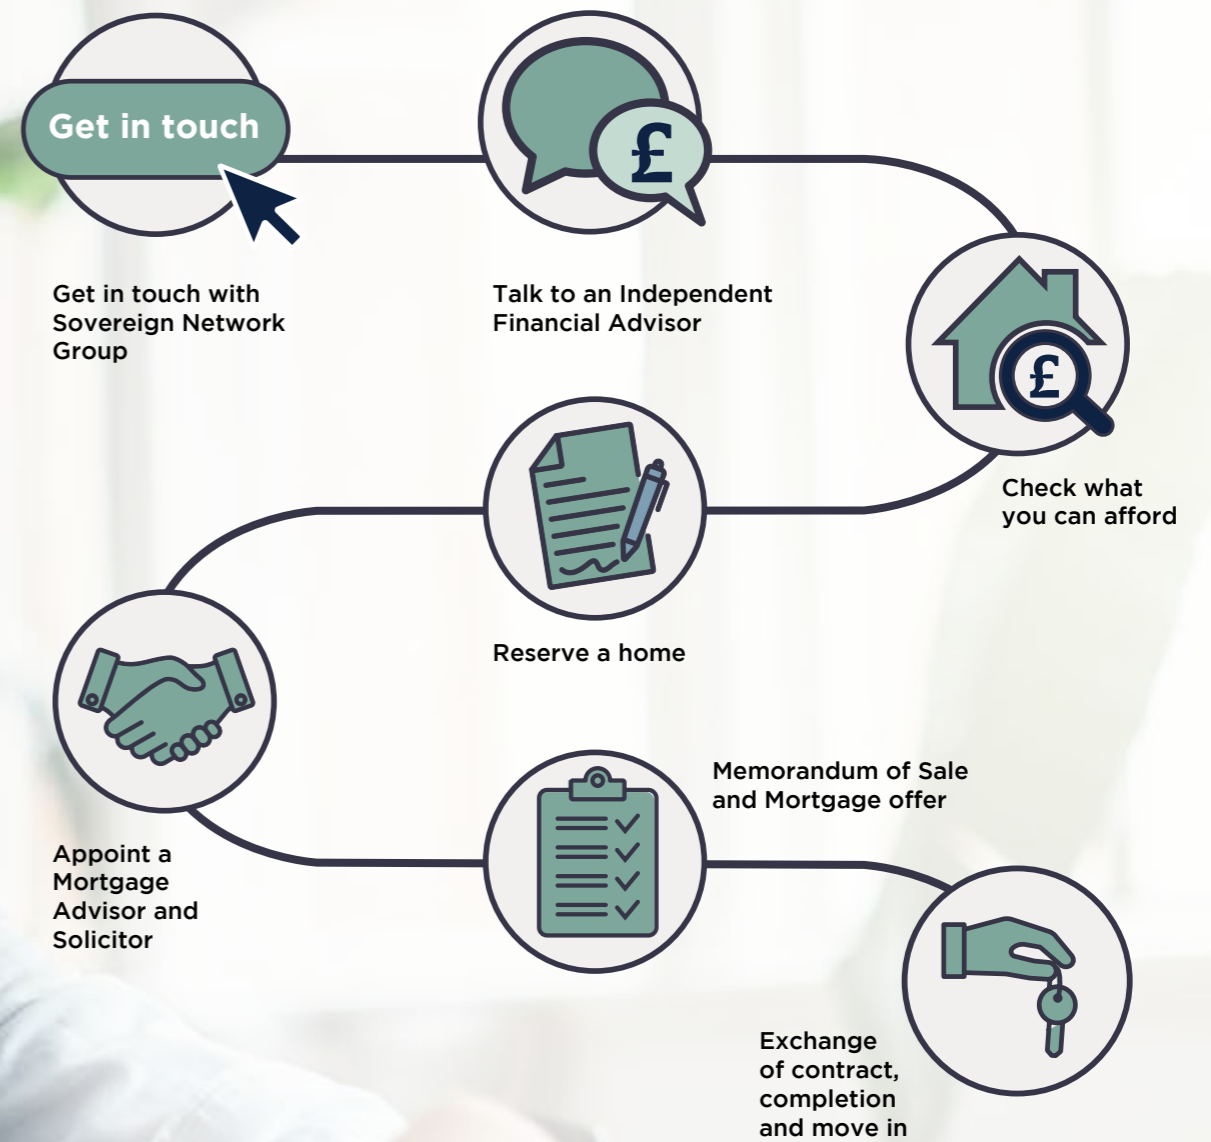 Get in touch
Get in touch with
Sovereign Network
Group
Talk to an Independent
Financial Advisor
£
£
Check what
you can afford
Reserve a home
Appoint a
Mortgage
Advisor and
Solicitor
Memorandum of Sale
and Mortgage offer
Exchange
of contract,
completion
and move in